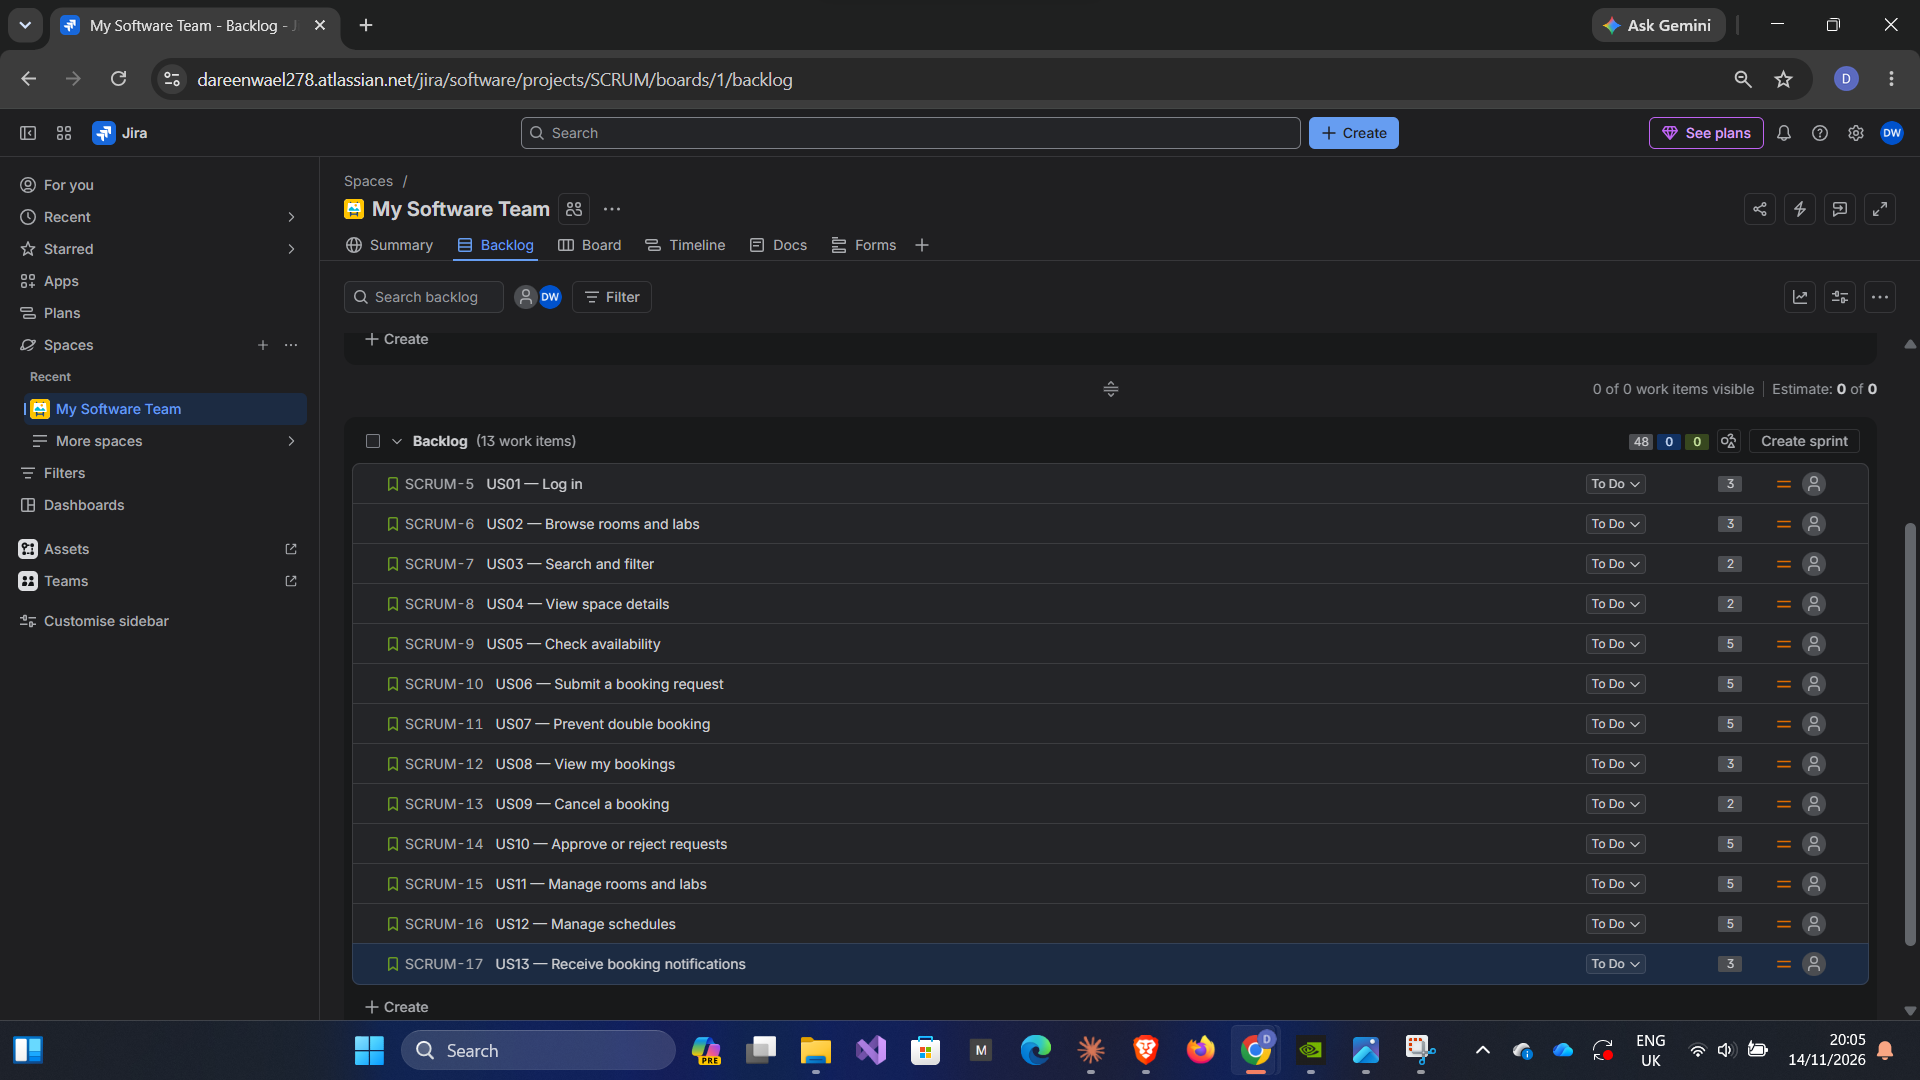 My Software Team - Backlog - J
Ask Gemini
dareenwael278.atlassian.net/jira/software/projects/SCRUM/boards/1/backlog
D
Jira
Search
Create
See plans
DW
For you
Recent
Starred
Apps
Plans
Spaces
Recent
My Software Team
More spaces
Filters
Dashboards
Assets
Teams
Customise sidebar
Spaces /
My Software Team
Summary
Backlog
Board
Timeline
Docs
Forms
Search backlog
DW
Filter
Create
0 of 0 work items visible
Estimate: 0 of 0
Backlog (13 work items)
48 0 0
Create sprint
SCRUM-5 US01 — Log in To Do 3
SCRUM-6 US02 — Browse rooms and labs To Do 3
SCRUM-7 US03 — Search and filter To Do 2
SCRUM-8 US04 — View space details To Do 2
SCRUM-9 US05 — Check availability To Do 5
SCRUM-10 US06 — Submit a booking request To Do 5
SCRUM-11 US07 — Prevent double booking To Do 5
SCRUM-12 US08 — View my bookings To Do 3
SCRUM-13 US09 — Cancel a booking To Do 2
SCRUM-14 US10 — Approve or reject requests To Do 5
SCRUM-15 US11 — Manage rooms and labs To Do 5
SCRUM-16 US12 — Manage schedules To Do 5
SCRUM-17 US13 — Receive booking notifications To Do 3
Create
Search
PRE
M
D
ENG
UK
20:05
14/11/2026